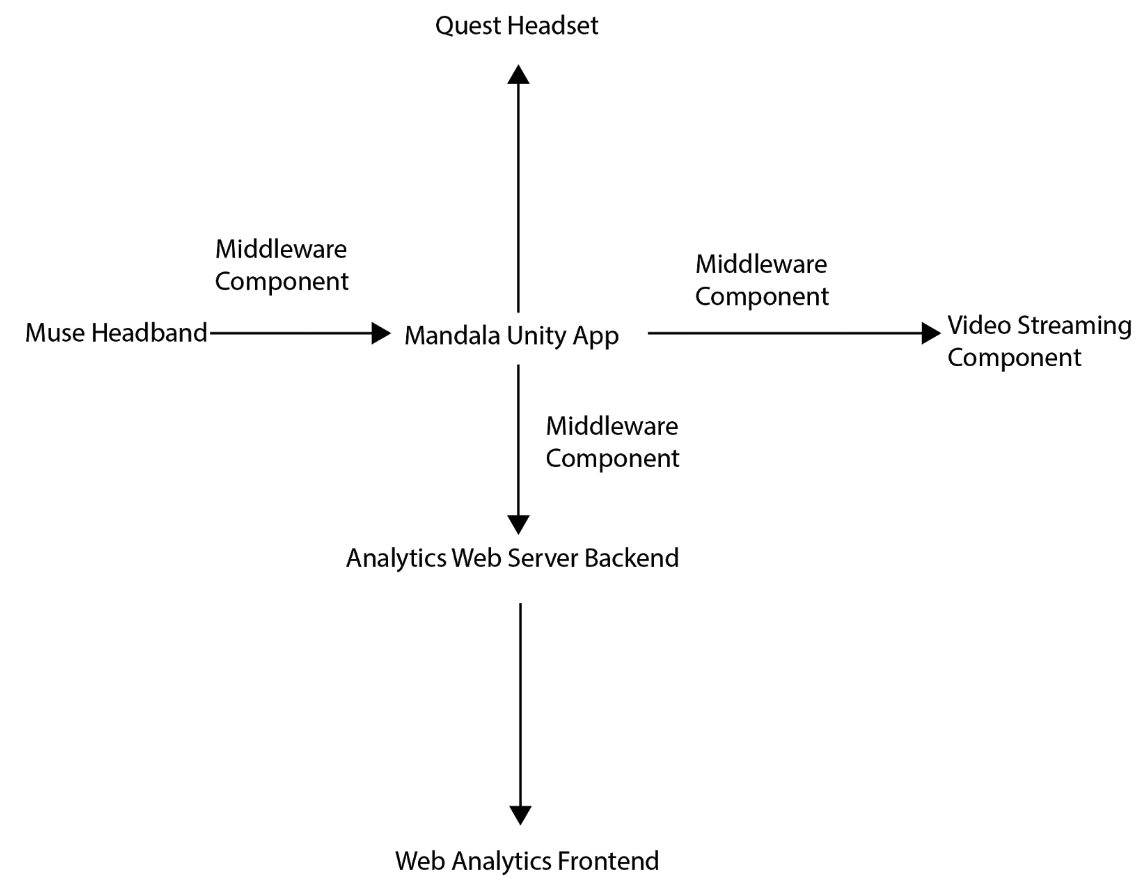 Quest Headset
Middleware
Component
Middleware
Component
Muse Headband
Mandala Unity App
Video Streaming
Component
Middleware
Component
Analytics Web Server Backend
Web Analytics Frontend